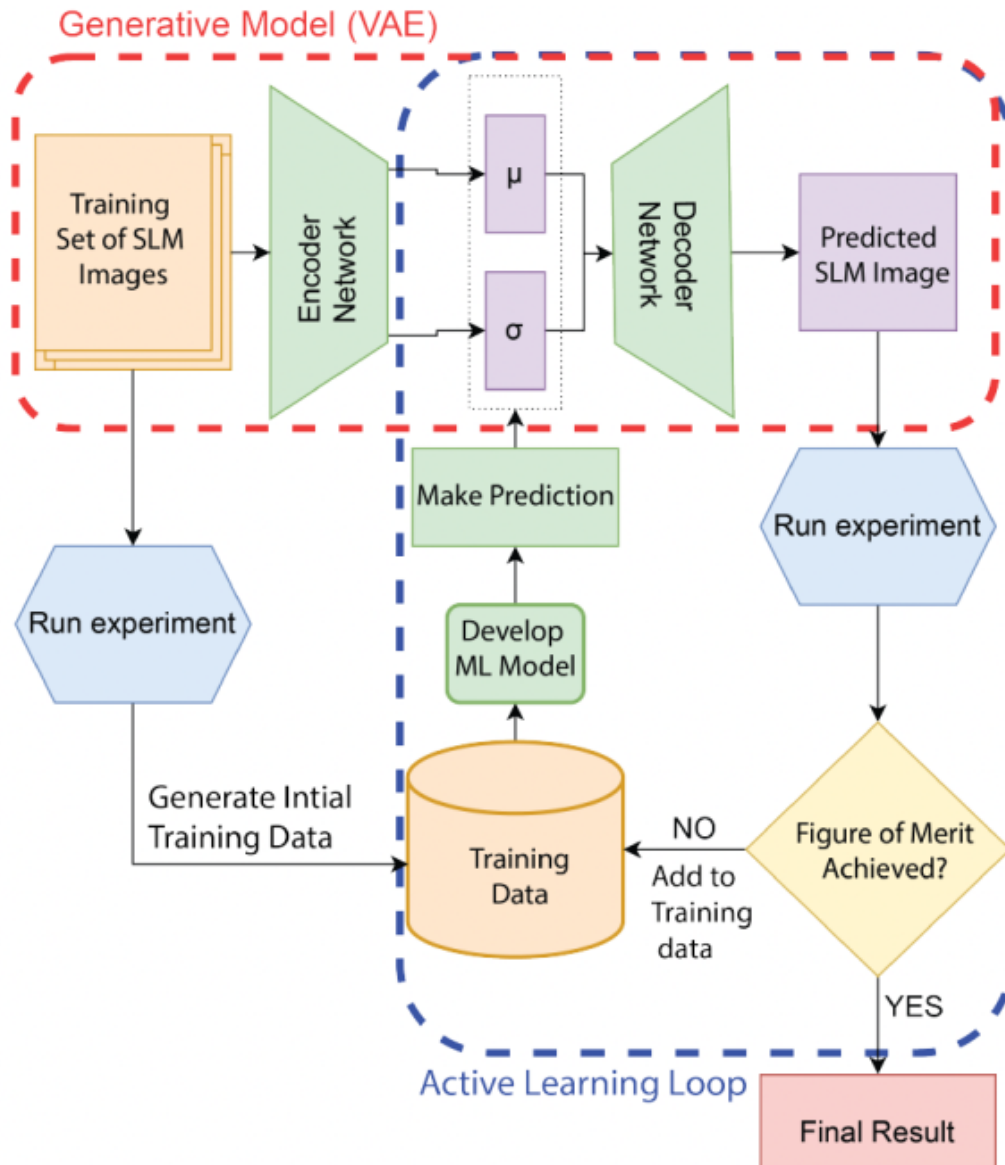 Generative Model (VAE)
Training
Set of SLM
Images
Encoder
Network
μ
σ
Decoder
Network
Predicted
SLM Image
Make Prediction
Run experiment
Run experiment
Develop
ML Model
Generate Intial
Training Data
Training
Data
NO
Add to
Training
data
Figure of Merit
Achieved?
YES
Active Learning Loop
Final Result